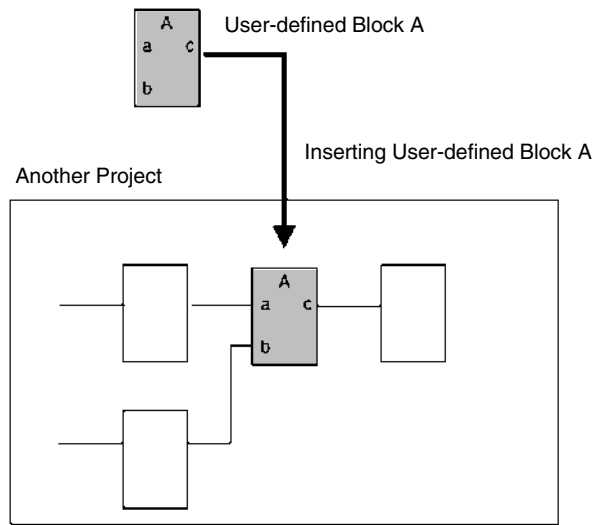 A
User-defined Block A
a c
b
Inserting User-defined Block A
Another Project
A
a c
b